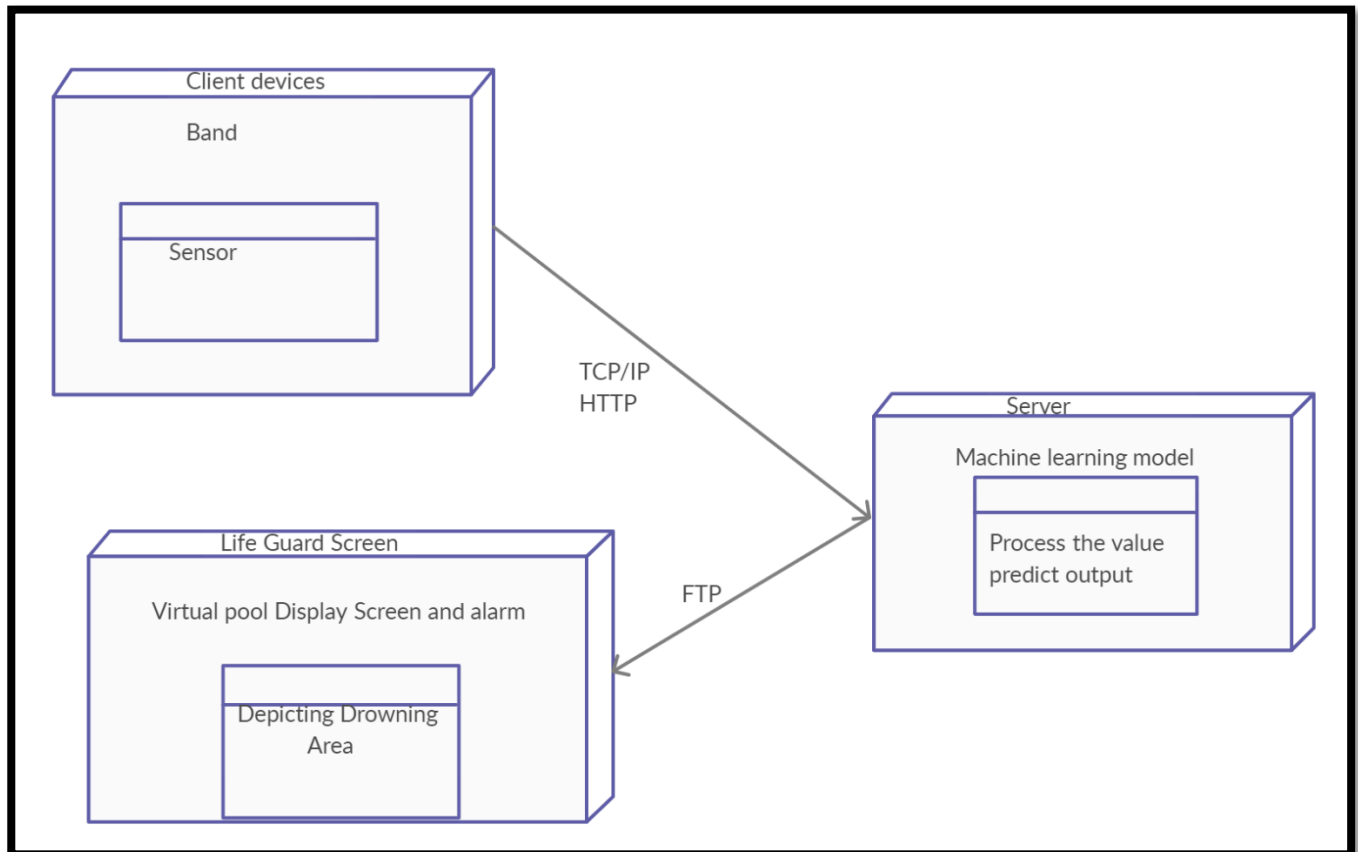 Client devices
Band
Sensor
TCP/IP
HTTP
Server
Machine learning model
Process the value
predict output
Life Guard Screen
FTP
Virtual pool Display Screen and alarm
Depicting Drowning
Area